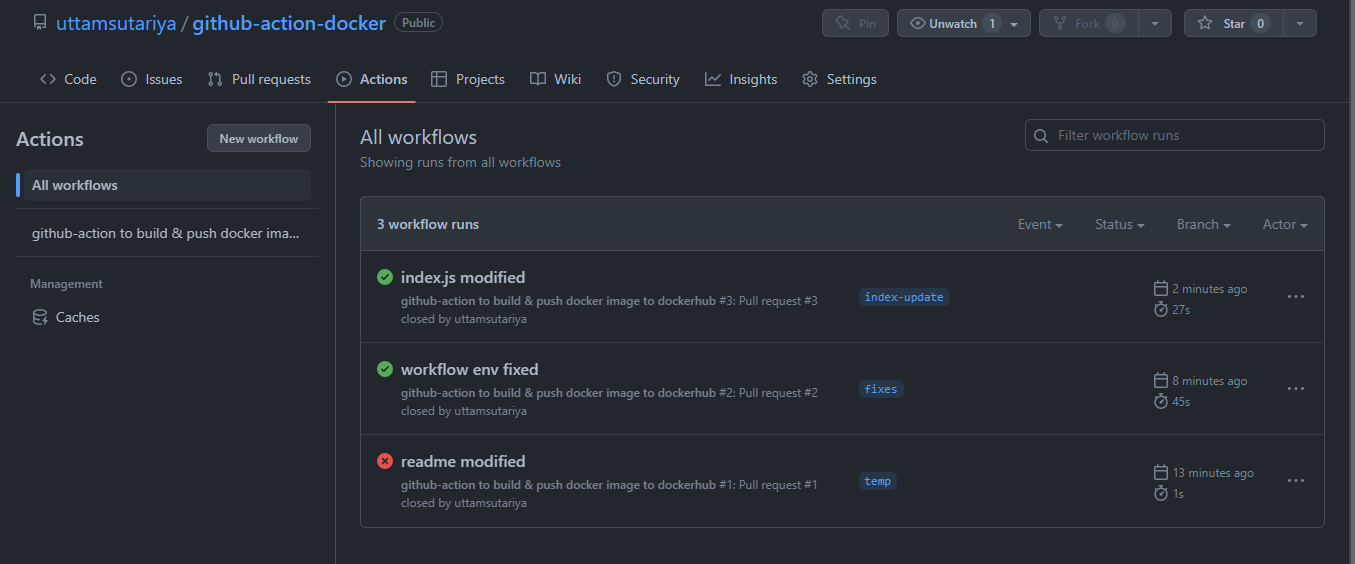 uttamsutariya / github-action-docker Public
Pin Unwatch 1 Fork 0 Star 0
Code Issues Pull requests Actions Projects Wiki Security Insights Settings
Actions New workflow
All workflows
github-action to build & push docker ima...
Management
Caches
All workflows
Showing runs from all workflows
Filter workflow runs
3 workflow runs Event Status Branch Actor
index.js modified
github-action to build & push docker image to dockerhub #3: Pull request #3
closed by uttamsutariya
index-update
2 minutes ago
27s
workflow env fixed
github-action to build & push docker image to dockerhub #2: Pull request #2
closed by uttamsutariya
fixes
8 minutes ago
45s
readme modified
github-action to build & push docker image to dockerhub #1: Pull request #1
closed by uttamsutariya
temp
13 minutes ago
1s